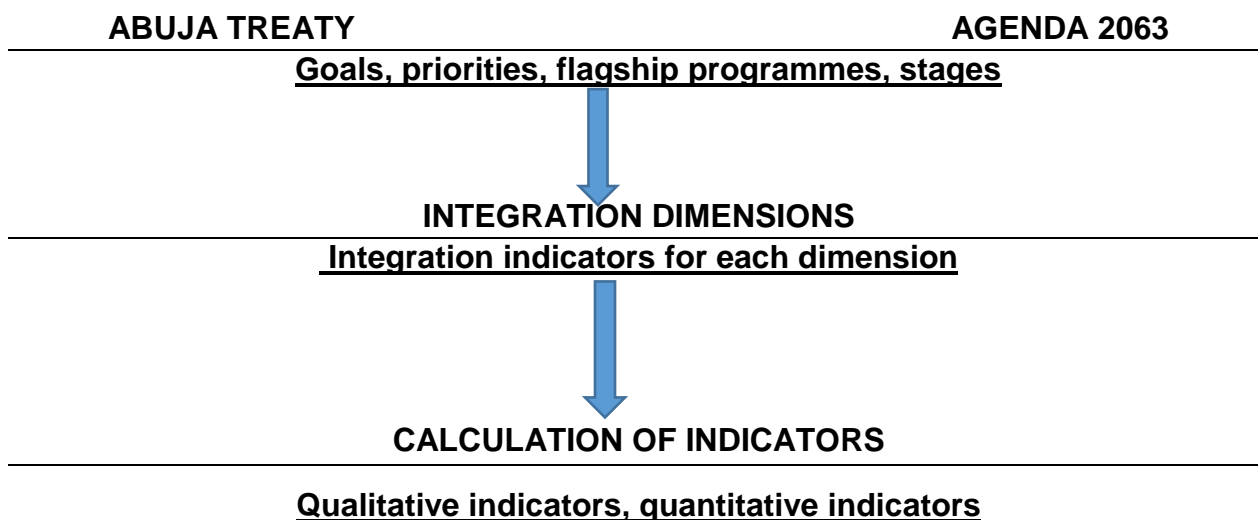 ABUJA TREATY AGENDA 2063
Goals, priorities, flagship programmes, stages
INTEGRATION DIMENSIONS
Integration indicators for each dimension
CALCULATION OF INDICATORS
Qualitative indicators, quantitative indicators